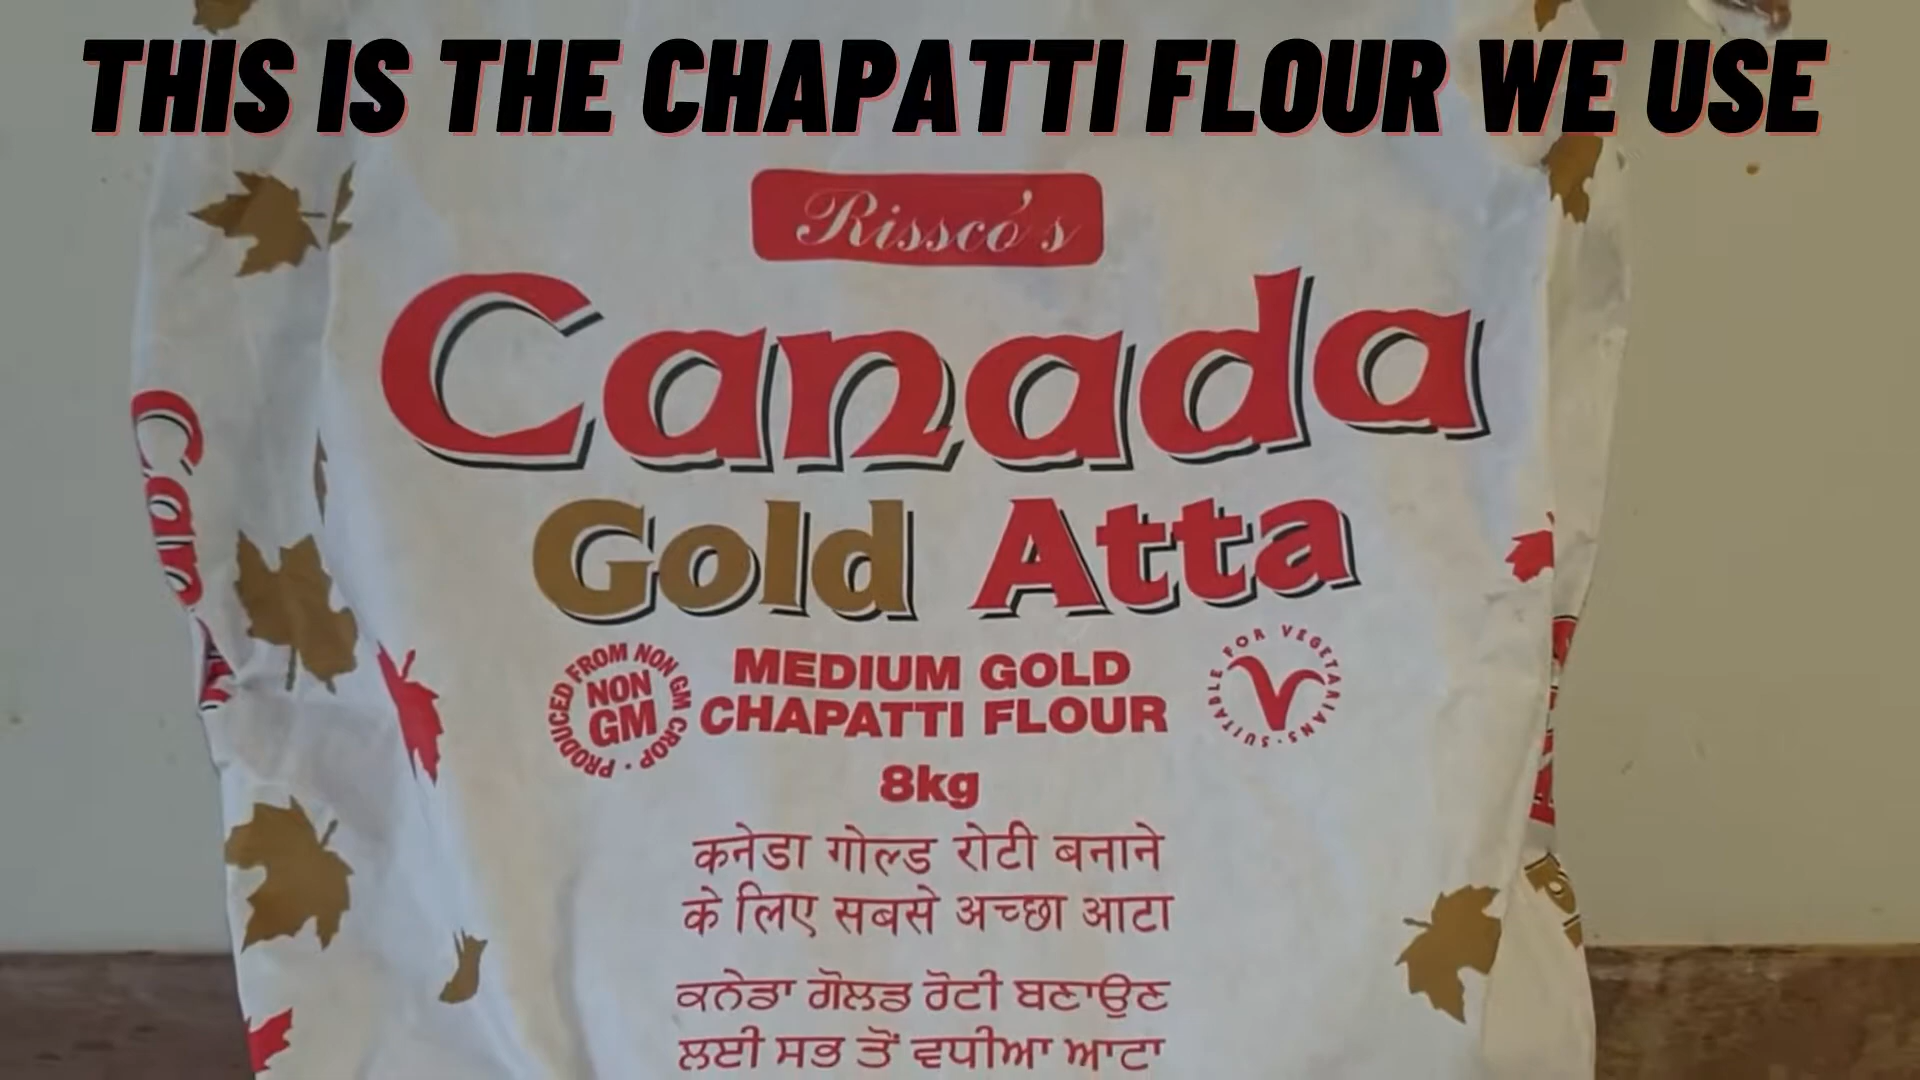 THIS IS THE CHAPATTI FLOUR WE USE
Rissco's
Canada
Gold Atta
PRODUCED FROM NON GM CROP ·
NON
GM
MEDIUM GOLD
CHAPATTI FLOUR
SUITABLE FOR VEGETARIANS ·
V
8kg
कनेडा गोल्ड रोटी बनाने
के लिए सबसे अच्छा आटा
ਕਨੇਡਾ ਗੋਲਡ ਰੋਟੀ ਬਣਾਉਣ
ਲਈ ਸਭ ਤੋਂ ਵਧੀਆ ਆਟਾ